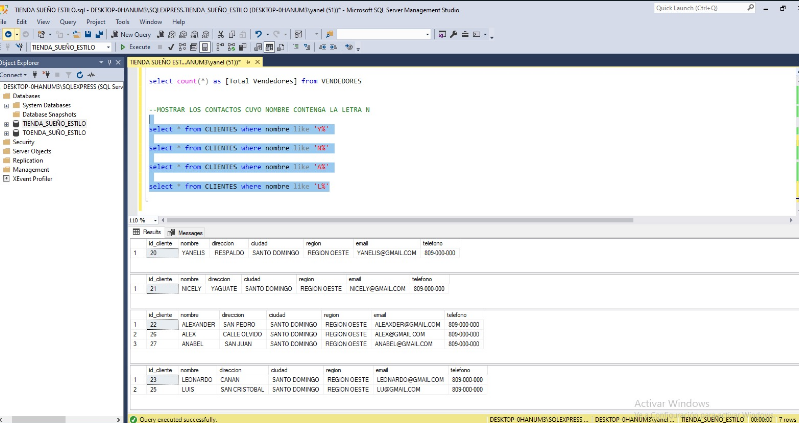 TIENDA SUEÑO ESTILO.sql - DESKTOP-0HANUM3\SQLEXPRESS.TIENDA_SUEÑO_ESTILO (DESKTOP-0HANUM3\yanel (51))* - Microsoft SQL Server Management Studio
Quick Launch (Ctrl+Q)
File Edit View Query Project Tools Window Help
New Query
TIENDA_SUEÑO_ESTILO
Execute
Object Explorer
TIENDA SUEÑO EST...ANUM3\yanel (51))*
Connect
DESKTOP-0HANUM3\SQLEXPRESS (SQL Serv
Databases
System Databases
Database Snapshots
TIENDA_SUEÑO_ESTILO
TOENDA_SUEÑO_ESTILO
Security
Server Objects
Replication
Management
XEvent Profiler
select count(*) as [Total Vendedores] from VENDEDORES
--MOSTRAR LOS CONTACTOS CUYO NOMBRE CONTENGA LA LETRA N
select * from CLIENTES where nombre like 'Y%'
select * from CLIENTES where nombre like 'N%'
select * from CLIENTES where nombre like 'A%'
select * from CLIENTES where nombre like 'L%'
110 %
Results Messages
id_cliente nombre direccion ciudad region email telefono
1 20 YANELIS RESPALDO SANTO DOMINGO REGION OESTE YANELIS@GMAIL.COM 809-000-000
id_cliente nombre direccion ciudad region email telefono
1 21 NICELY YAGUATE SANTO DOMINGO REGION OESTE NICELY@GMAIL.COM 809-000-000
id_cliente nombre direccion ciudad region email telefono
1 22 ALEXANDER SAN PEDRO SANTO DOMINGO REGION OESTE ALEAXDER@GMAIL.COM 809-000-000
2 26 ALEX CALLE OLVIDO SANTO DOMINGO REGION OESTE ALEX@GMAIL.COM 809-000-000
3 27 ANABEL SAN JUAN SANTO DOMINGO REGION OESTE ANABEL@GMAIL.COM 809-000-000
id_cliente nombre direccion ciudad region email telefono
1 23 LEONARDO CANAN SANTO DOMINGO REGION OESTE LEONARDO@GMAIL.COM 809-000-000
2 25 LUIS SAN CRISTOBAL SANTO DOMINGO REGION OESTE LUI@GMAIL.COM 809-000-000
Activar Windows
Query executed successfully.
DESKTOP-0HANUM3\SQLEXPRESS ... DESKTOP-0HANUM3\yanel ... TIENDA_SUEÑO_ESTILO 00:00:00 7 rows